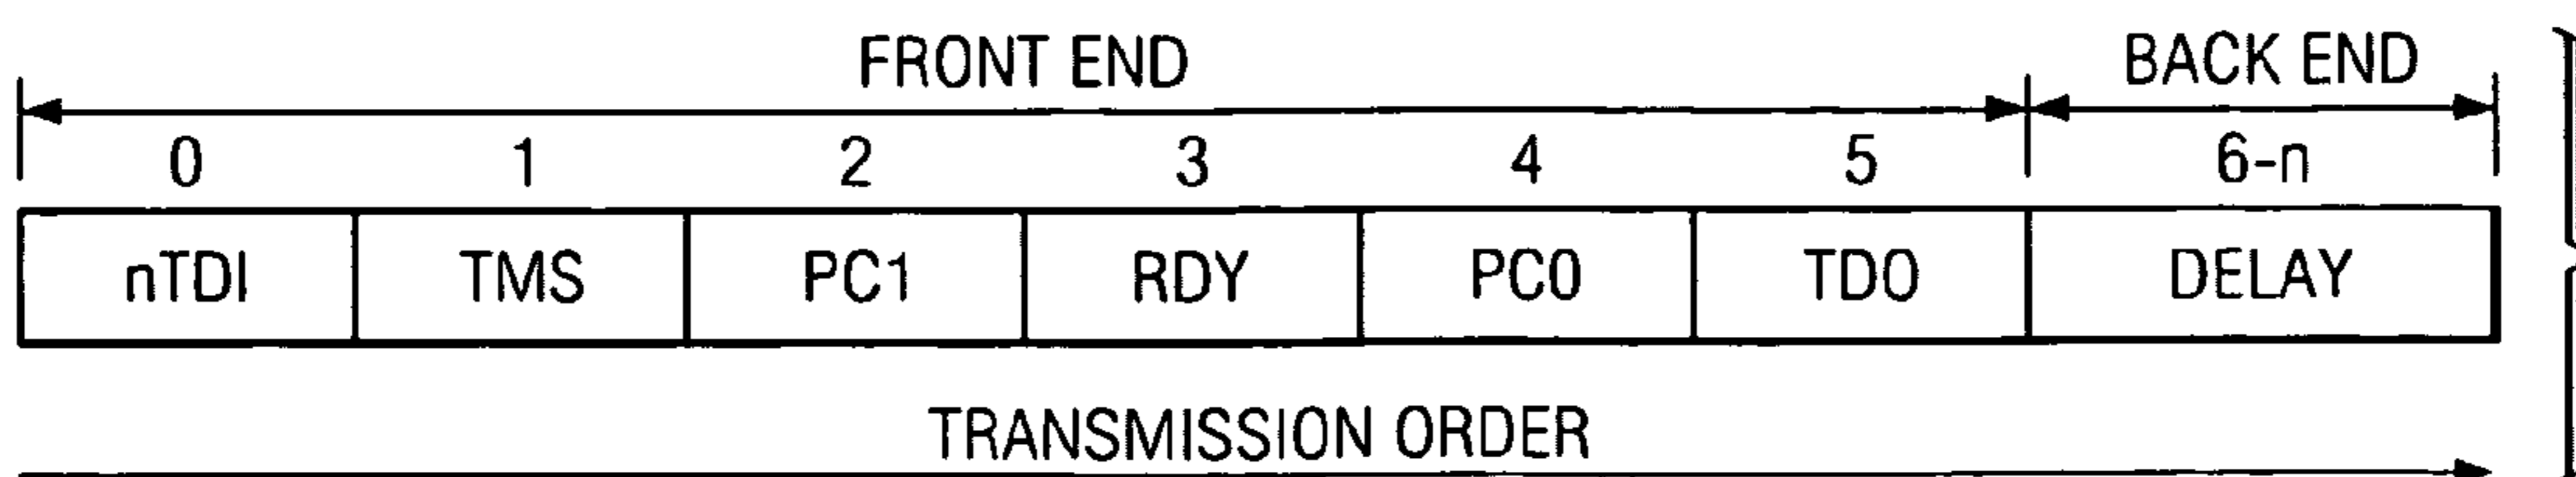 FRONT END BACK END
0 1 2 3 4 5 6-n
nTDI TMS PC1 RDY PC0 TDO DELAY
TRANSMISSION ORDER